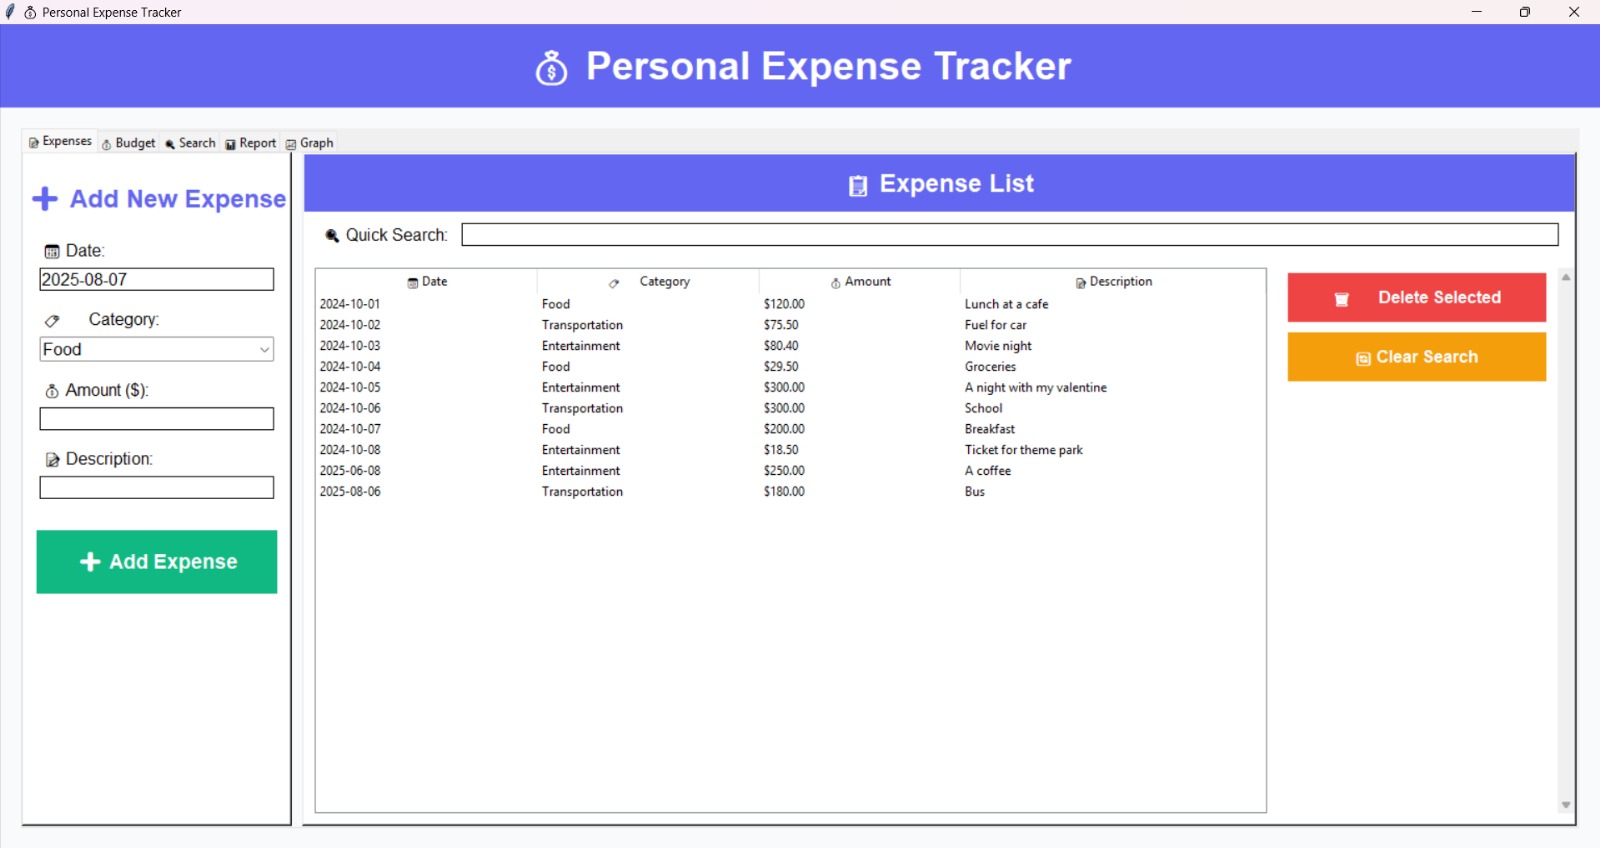 Personal Expense Tracker
Personal Expense Tracker
Expenses Budget Search Report Graph
Add New Expense
Date:
2025-08-07
Category:
Food
Amount ($):
Description:
Add Expense
Expense List
Quick Search:
Date Category Amount Description
2024-10-01 Food $120.00 Lunch at a cafe
2024-10-02 Transportation $75.50 Fuel for car
2024-10-03 Entertainment $80.40 Movie night
2024-10-04 Food $29.50 Groceries
2024-10-05 Entertainment $300.00 A night with my valentine
2024-10-06 Transportation $300.00 School
2024-10-07 Food $200.00 Breakfast
2024-10-08 Entertainment $18.50 Ticket for theme park
2025-06-08 Entertainment $250.00 A coffee
2025-08-06 Transportation $180.00 Bus
Delete Selected
Clear Search